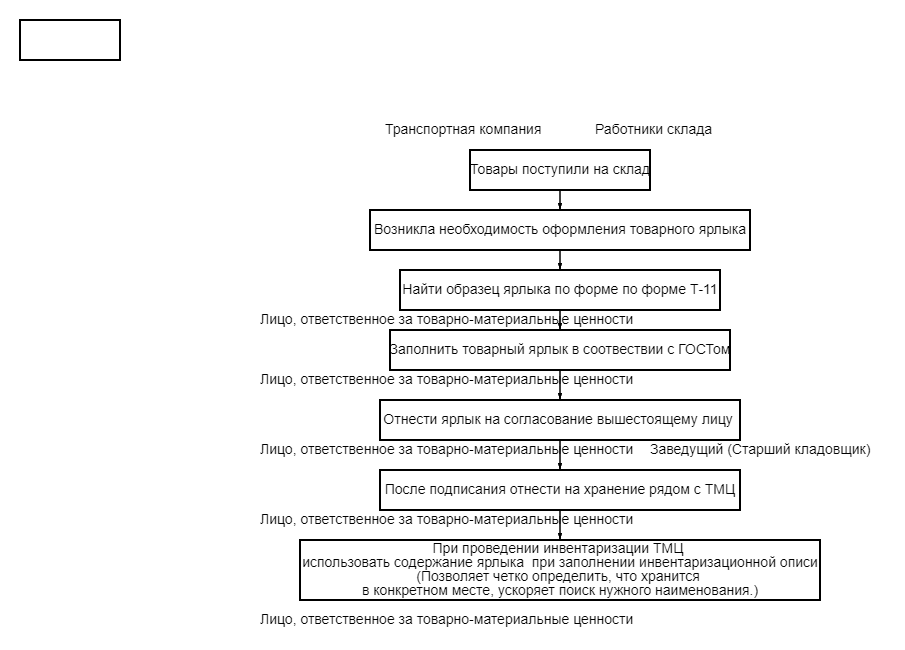 Транспортная компания Работники склада
Товары поступили на склад
Возникла необходимость оформления товарного ярлыка
Найти образец ярлыка по форме по форме Т-11
Лицо, ответственное за товарно-материальные ценности
Заполнить товарный ярлык в соотвествии с ГОСТом
Лицо, ответственное за товарно-материальные ценности
Отнести ярлык на согласование вышестоящему лицу
Лицо, ответственное за товарно-материальные ценности Заведущий (Старший кладовщик)
После подписания отнести на хранение рядом с ТМЦ
Лицо, ответственное за товарно-материальные ценности
При проведении инвентаризации ТМЦ
использовать содержание ярлыка при заполнении инвентаризационной описи
(Позволяет четко определить, что хранится
в конкретном месте, ускоряет поиск нужного наименования.)
Лицо, ответственное за товарно-материальные ценности